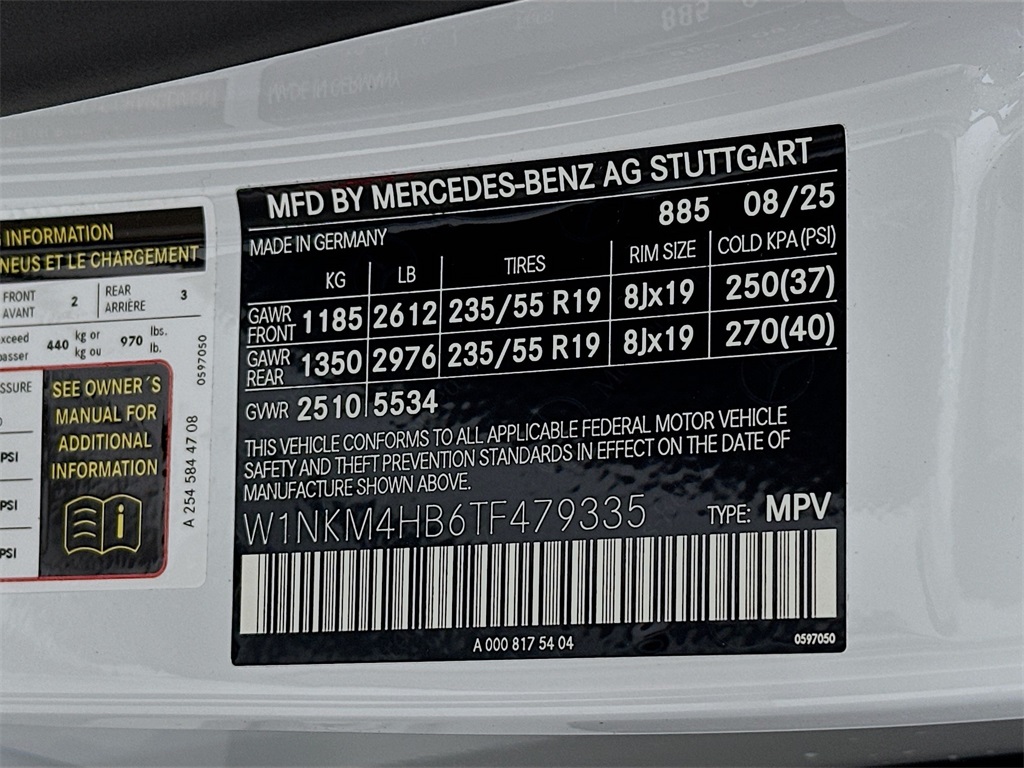 INFORMATION
NEUS ET LE CHARGEMENT
FRONT 2 REAR 3
AVANT ARRIÈRE
kg or lbs.
440 970
kg ou lb.
0597050
SEE OWNER´S
MANUAL FOR
ADDITIONAL
INFORMATION
PSI
PSI
PSI
A 254 584 47 08
MFD BY MERCEDES-BENZ AG STUTTGART
885 08/25
MADE IN GERMANY
KG LB TIRES RIM SIZE COLD KPA(PSI)
GAWR FRONT 1185 2612 235/55 R19 8Jx19 250(37)
GAWR REAR 1350 2976 235/55 R19 8Jx19 270(40)
GVWR 2510 5534
THIS VEHICLE CONFORMS TO ALL APPLICABLE FEDERAL MOTOR VEHICLE
SAFETY AND THEFT PREVENTION STANDARDS IN EFFECT ON THE DATE OF
MANUFACTURE SHOWN ABOVE.
W1NKM4HB6TF479335 TYPE: MPV
A 000 817 54 04
0597050